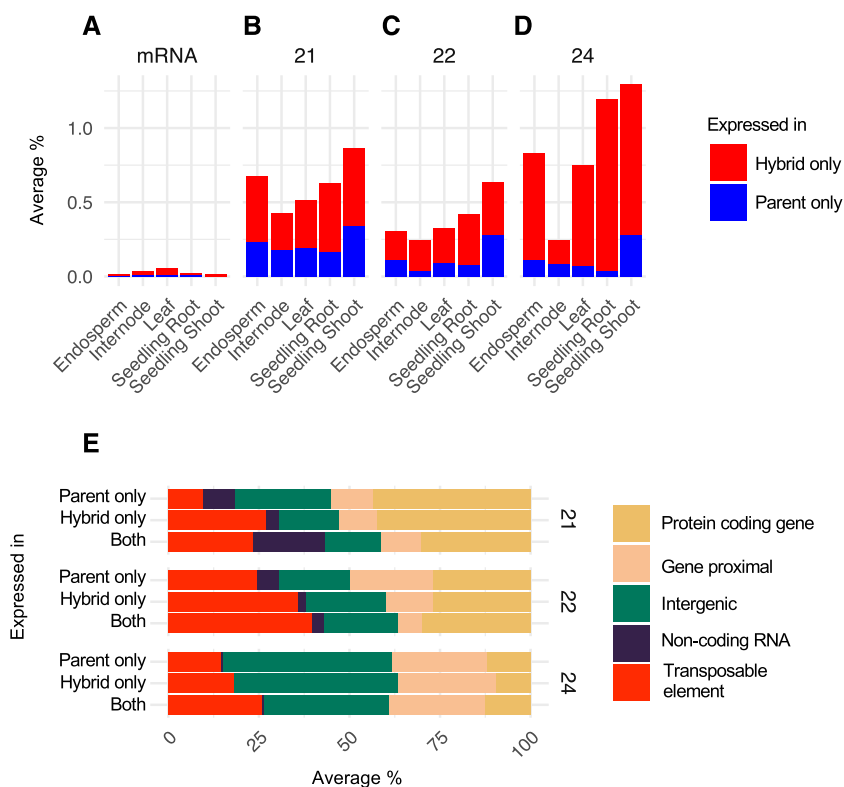 A B C D
mRNA 21 22 24
Average %
1.0
0.5
0.0
Endosperm Internode Leaf Seedling Root Seedling Shoot
Endosperm Internode Leaf Seedling Root Seedling Shoot
Endosperm Internode Leaf Seedling Root Seedling Shoot
Endosperm Internode Leaf Seedling Root Seedling Shoot
Expressed in
Hybrid only
Parent only
E
Expressed in
Parent only
Hybrid only
Both
21
Parent only
Hybrid only
Both
22
Parent only
Hybrid only
Both
24
0 25 50 75 100
Average %
Protein coding gene
Gene proximal
Intergenic
Non-coding RNA
Transposable
element